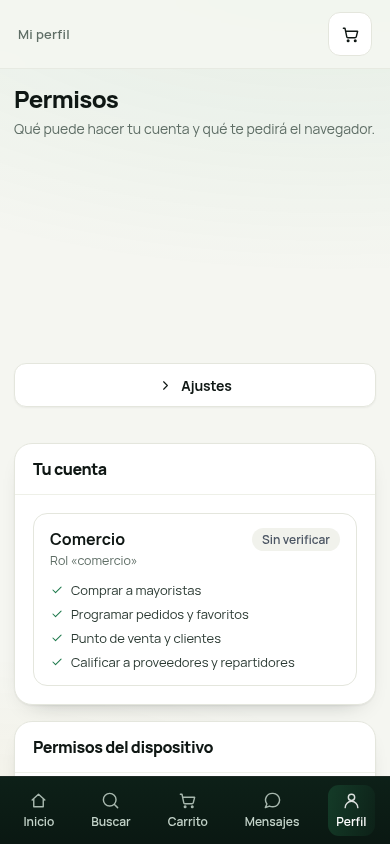 Mi perfil
Permisos
Qué puede hacer tu cuenta y qué te pedirá el navegador.
Ajustes
Tu cuenta
Comercio
Sin verificar
Rol «comercio»
Comprar a mayoristas
Programar pedidos y favoritos
Punto de venta y clientes
Calificar a proveedores y repartidores
Permisos del dispositivo
Inicio
Buscar
Carrito
Mensajes
Perfil